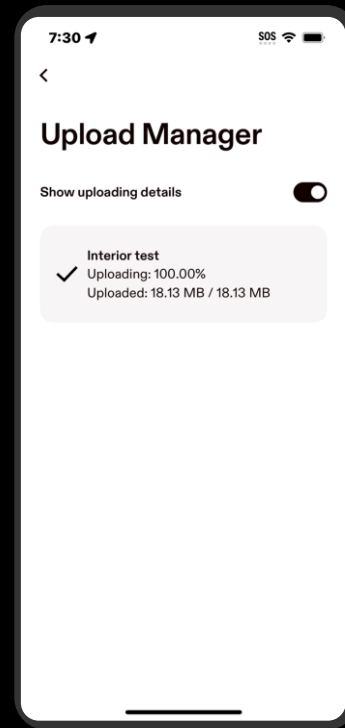 7:30
SOS
Upload Manager
Show uploading details
Interior test
Uploading: 100.00%
Uploaded: 18.13 MB / 18.13 MB